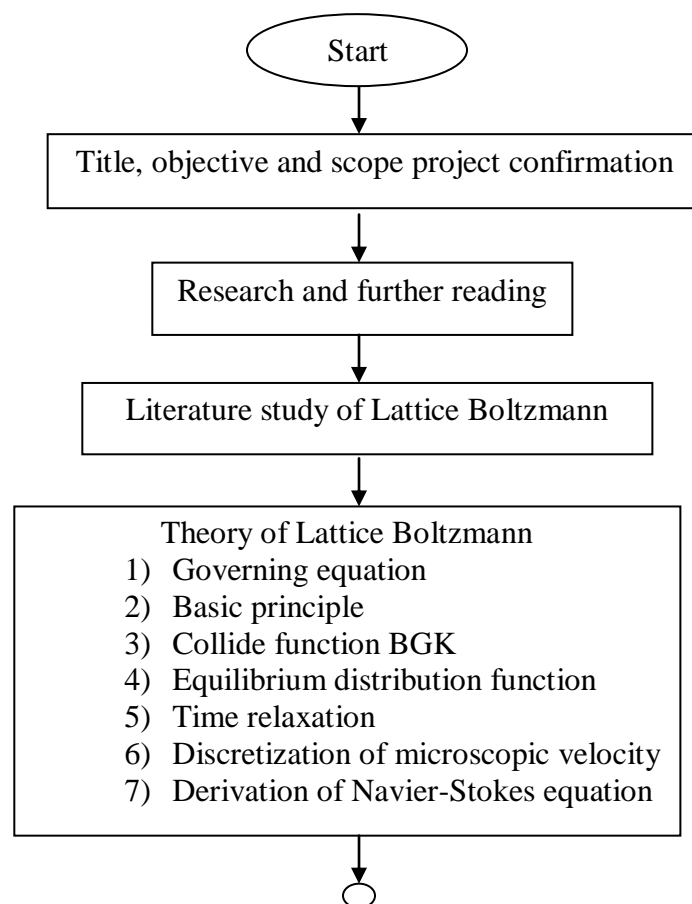 Start
Title, objective and scope project confirmation
Research and further reading
Literature study of Lattice Boltzmann
Theory of Lattice Boltzmann
1) Governing equation
2) Basic principle
3) Collide function BGK
4) Equilibrium distribution function
5) Time relaxation
6) Discretization of microscopic velocity
7) Derivation of Navier-Stokes equation